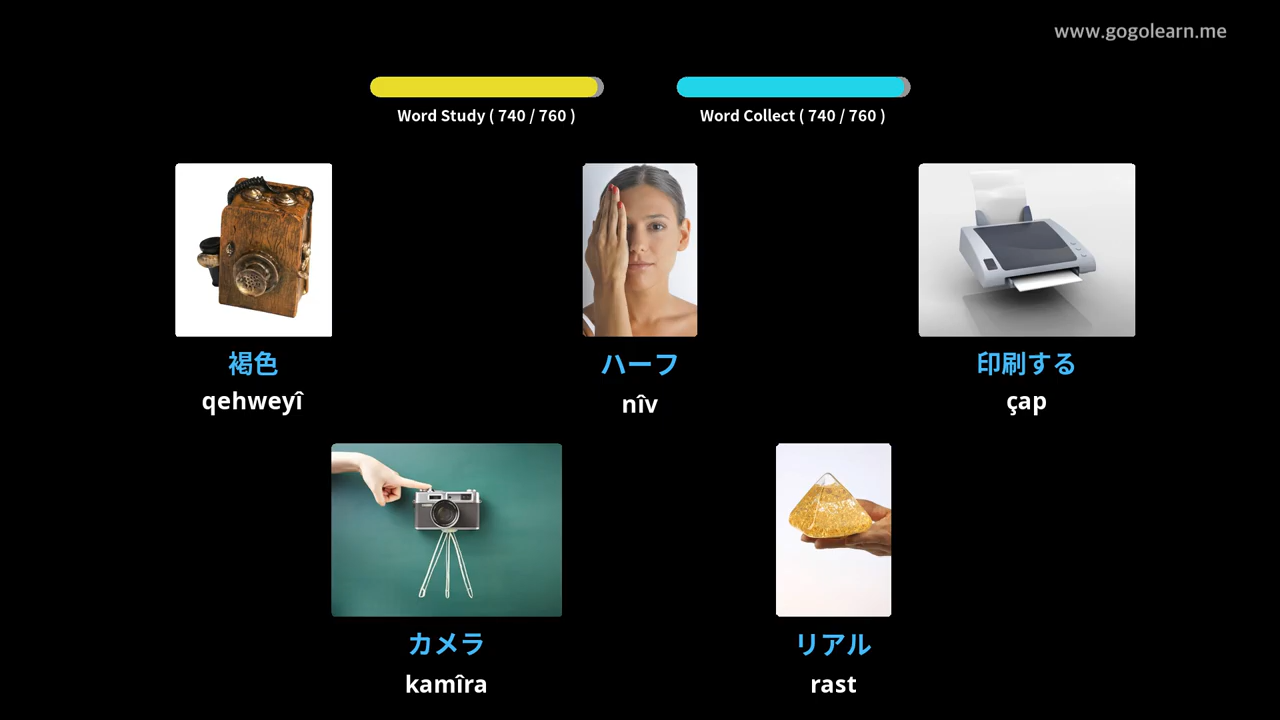 www.gogolearn.me
Word Study ( 740 / 760 )
Word Collect ( 740 / 760 )
褐色
qehweyî
ハーフ
nîv
印刷する
çap
カメラ
kamîra
リアル
rast